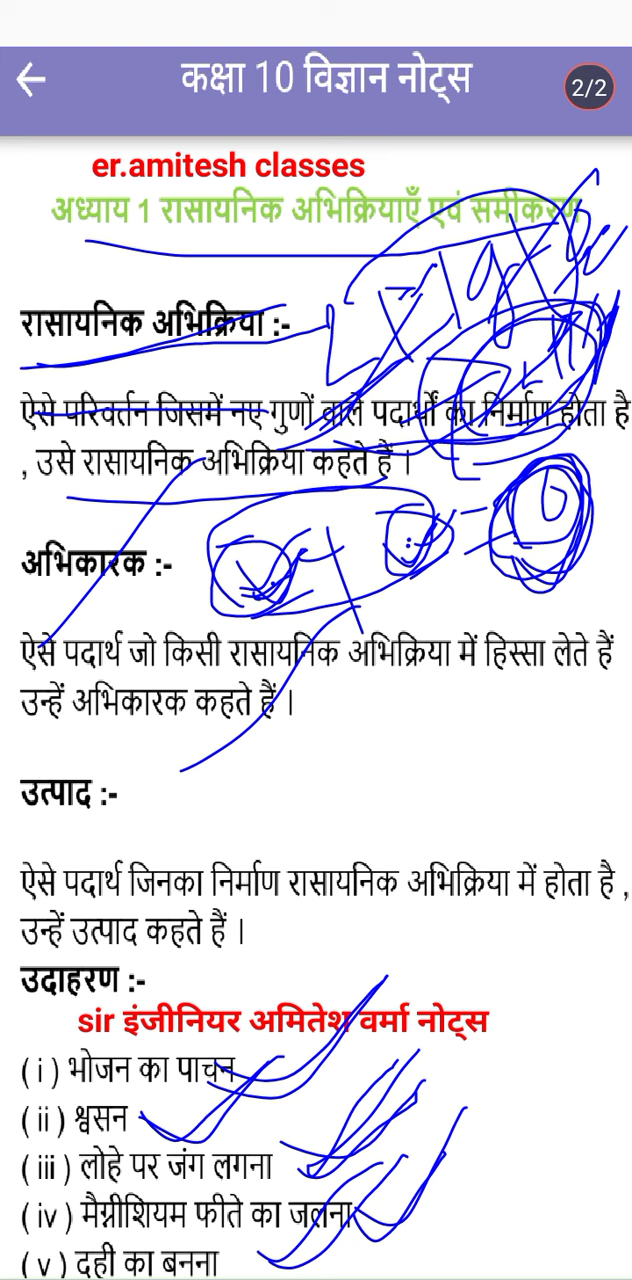 कक्षा 10 विज्ञान नोट्स
2/2
er.amitesh classes
अध्याय 1 रासायनिक अभिक्रियाएँ एवं समीकरण
रासायनिक अभिक्रिया :-
ऐसे परिवर्तन जिसमें नए गुणों वाले पदार्थों का निर्माण होता है
, उसे रासायनिक अभिक्रिया कहते हैं ।
अभिकारक :-
ऐसे पदार्थ जो किसी रासायनिक अभिक्रिया में हिस्सा लेते हैं
उन्हें अभिकारक कहते हैं ।
उत्पाद :-
ऐसे पदार्थ जिनका निर्माण रासायनिक अभिक्रिया में होता है ,
उन्हें उत्पाद कहते हैं ।
उदाहरण :-
sir इंजीनियर अमितेश वर्मा नोट्स
( i ) भोजन का पाचन
( ii ) श्वसन
( iii ) लोहे पर जंग लगना
( iv ) मैग्नीशियम फीते का जलना
( v ) दही का बनना